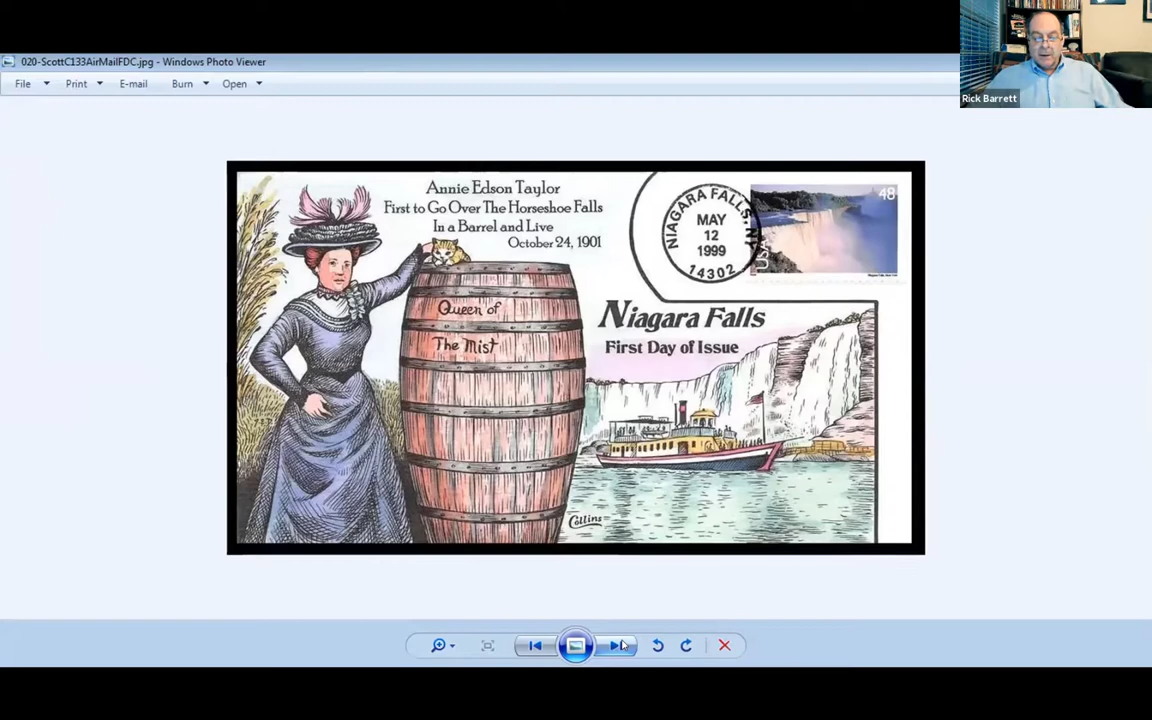 020-ScottC133AirMailFDC.jpg - Windows Photo Viewer
File Print E-mail Burn Open
Rick Barrett
Annie Edson Taylor
First to Go Over The Horseshoe Falls
In a Barrel and Live
October 24, 1901
NIAGARA FALLS, NY
MAY
12
1999
14302
48
USA
Queen of
The Mist
Niagara Falls
First Day of Issue
Collins